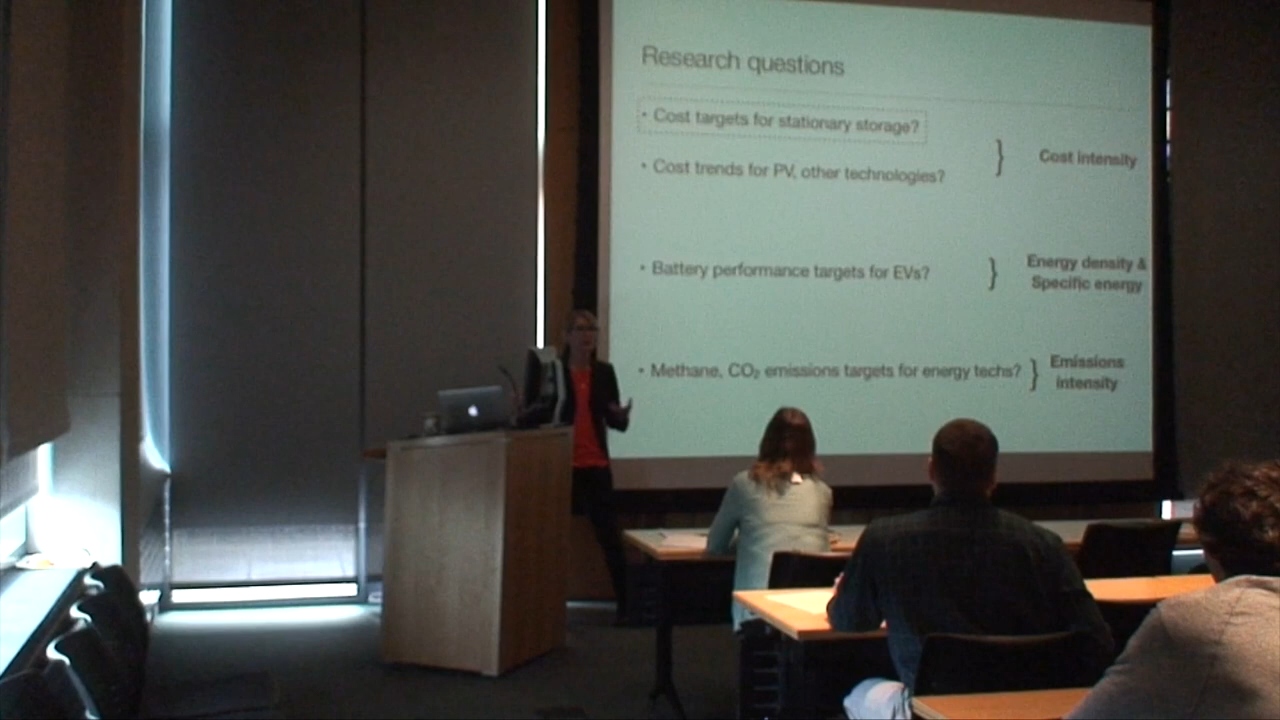 Research questions
• Cost targets for stationary storage?
• Cost trends for PV, other technologies?
} Cost intensity
• Battery performance targets for EVs?
} Energy density &
Specific energy
• Methane, CO₂ emissions targets for energy techs?
} Emissions
intensity